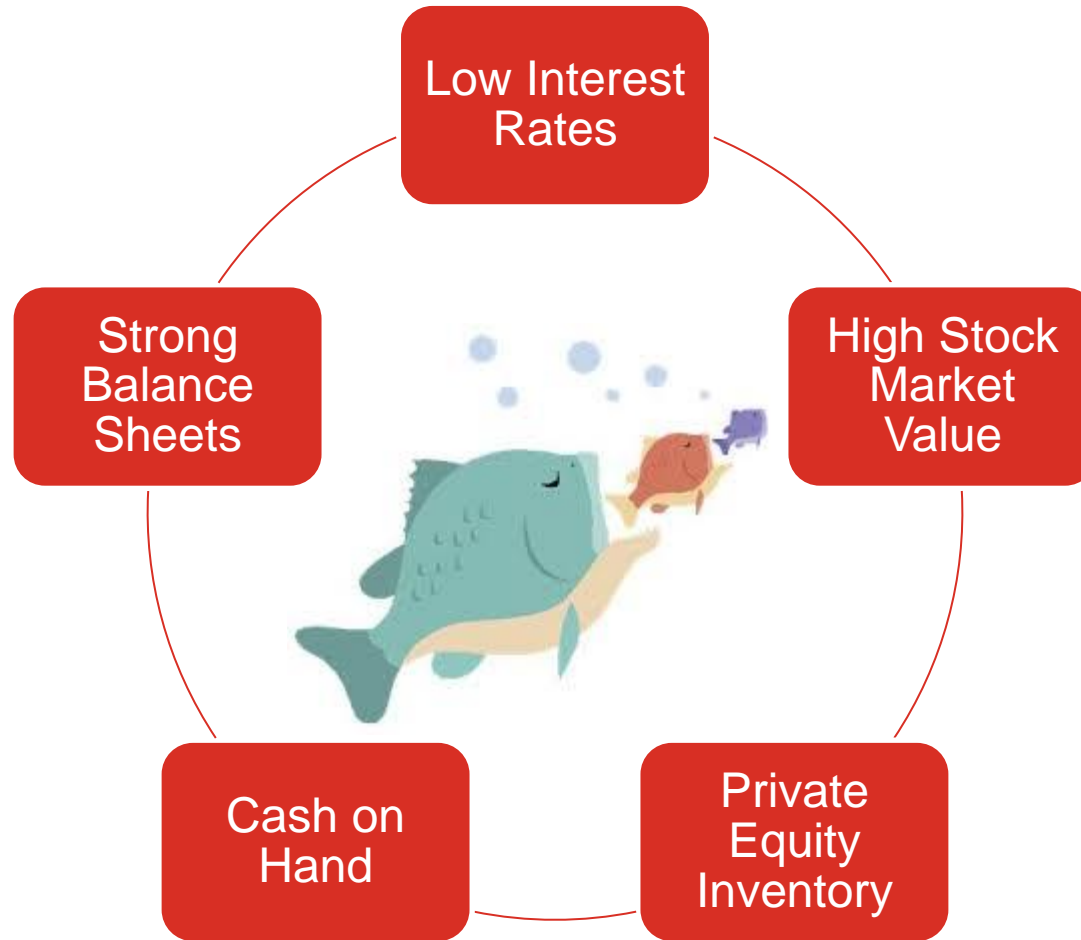 Low Interest
Rates
High Stock
Market
Value
Private
Equity
Inventory
Cash on
Hand
Strong
Balance
Sheets